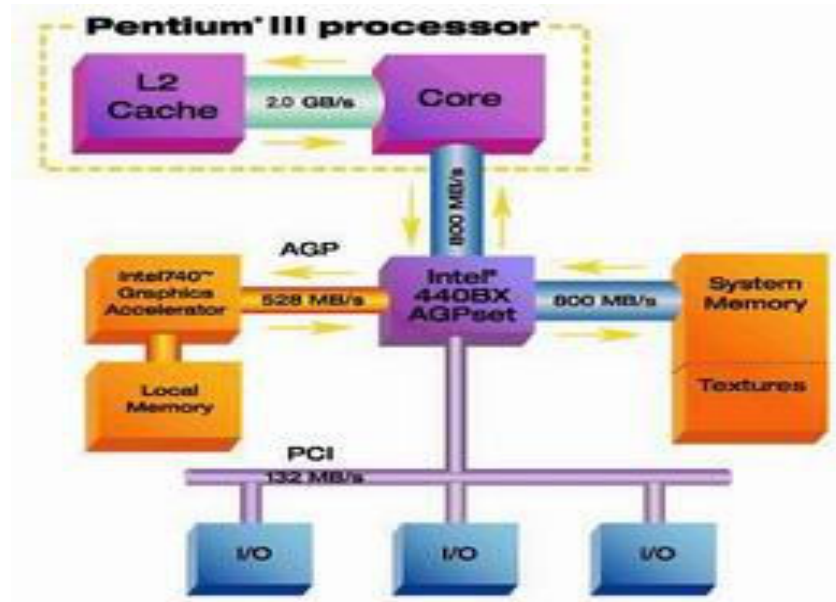 Pentium® III processor
L2
Cache
2.0 GB/s
Core
800 MB/s
AGP
Intel740™
Graphics
Accelerator
528 MB/s
Intel®
440BX
AGPset
800 MB/s
System
Memory
Textures
Local
Memory
PCI
132 MB/s
I/O
I/O
I/O